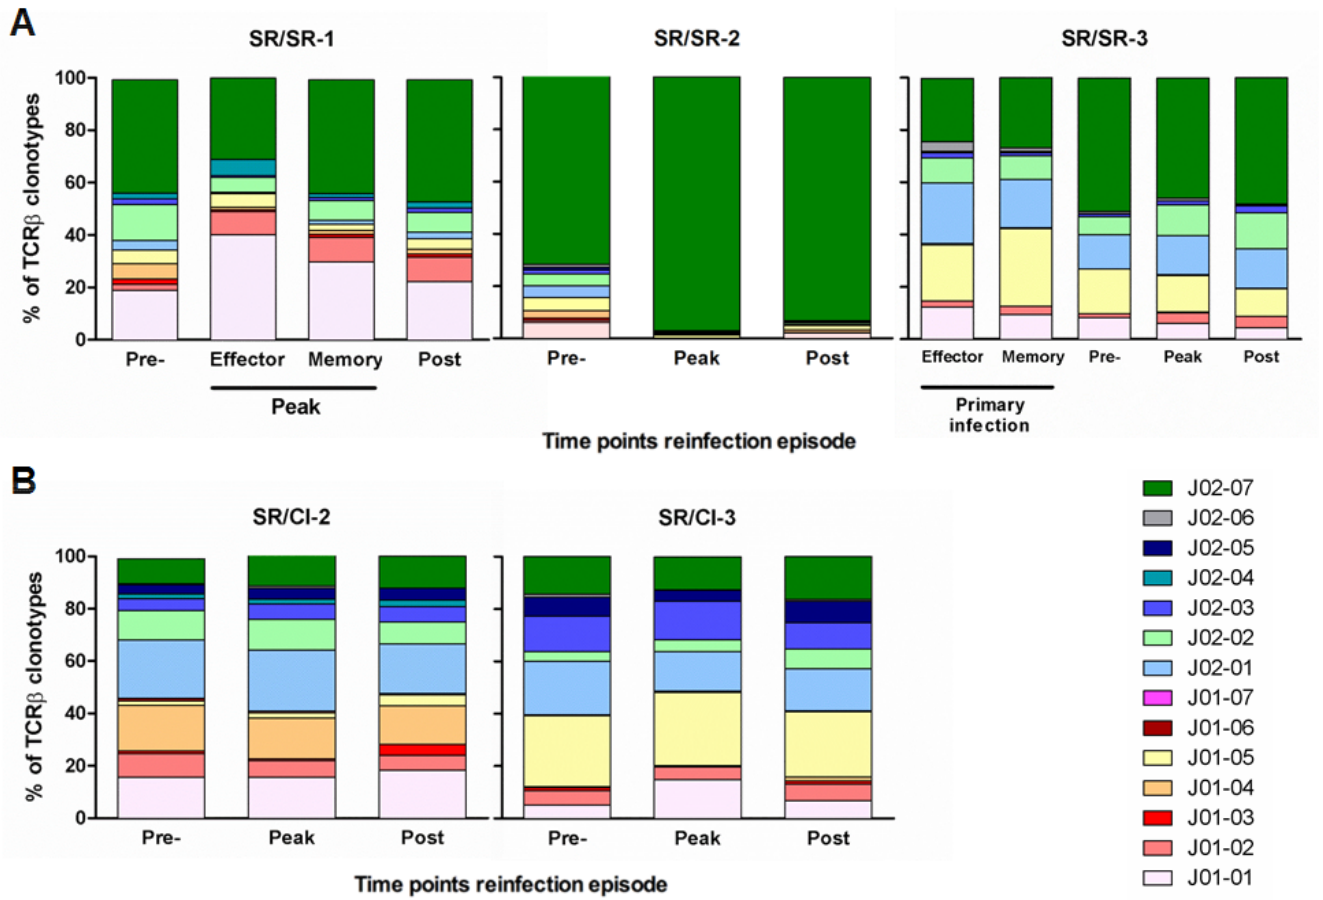 A
SR/SR-1
SR/SR-2
SR/SR-3
% of TCRβ clonotypes
100
80
60
40
20
0
Pre-
Effector
Memory
Post
Peak
Pre-
Peak
Post
Effector
Memory
Pre-
Peak
Post
Primary
infection
Time points reinfection episode
B
SR/CI-2
SR/CI-3
% of TCRβ clonotypes
100
80
60
40
20
0
Pre-
Peak
Post
Pre-
Peak
Post
Time points reinfection episode
J02-07
J02-06
J02-05
J02-04
J02-03
J02-02
J02-01
J01-07
J01-06
J01-05
J01-04
J01-03
J01-02
J01-01